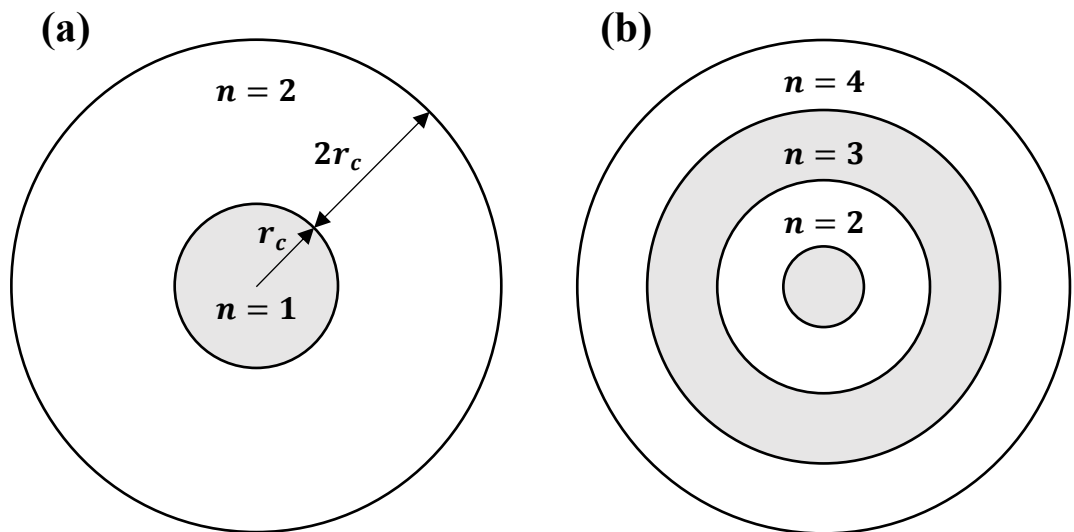 (a)
n = 2
2r_c
r_c
n = 1
(b)
n = 4
n = 3
n = 2